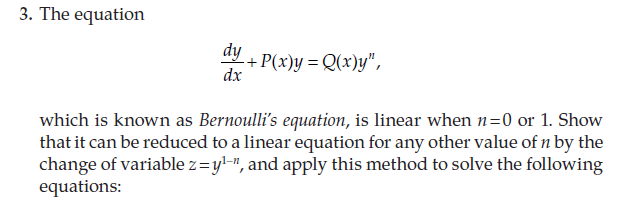 3. The equation
dy/dx + P(x)y = Q(x)yⁿ,
which is known as Bernoulli's equation, is linear when n=0 or 1. Show
that it can be reduced to a linear equation for any other value of n by the
change of variable z=y¹⁻ⁿ, and apply this method to solve the following
equations: